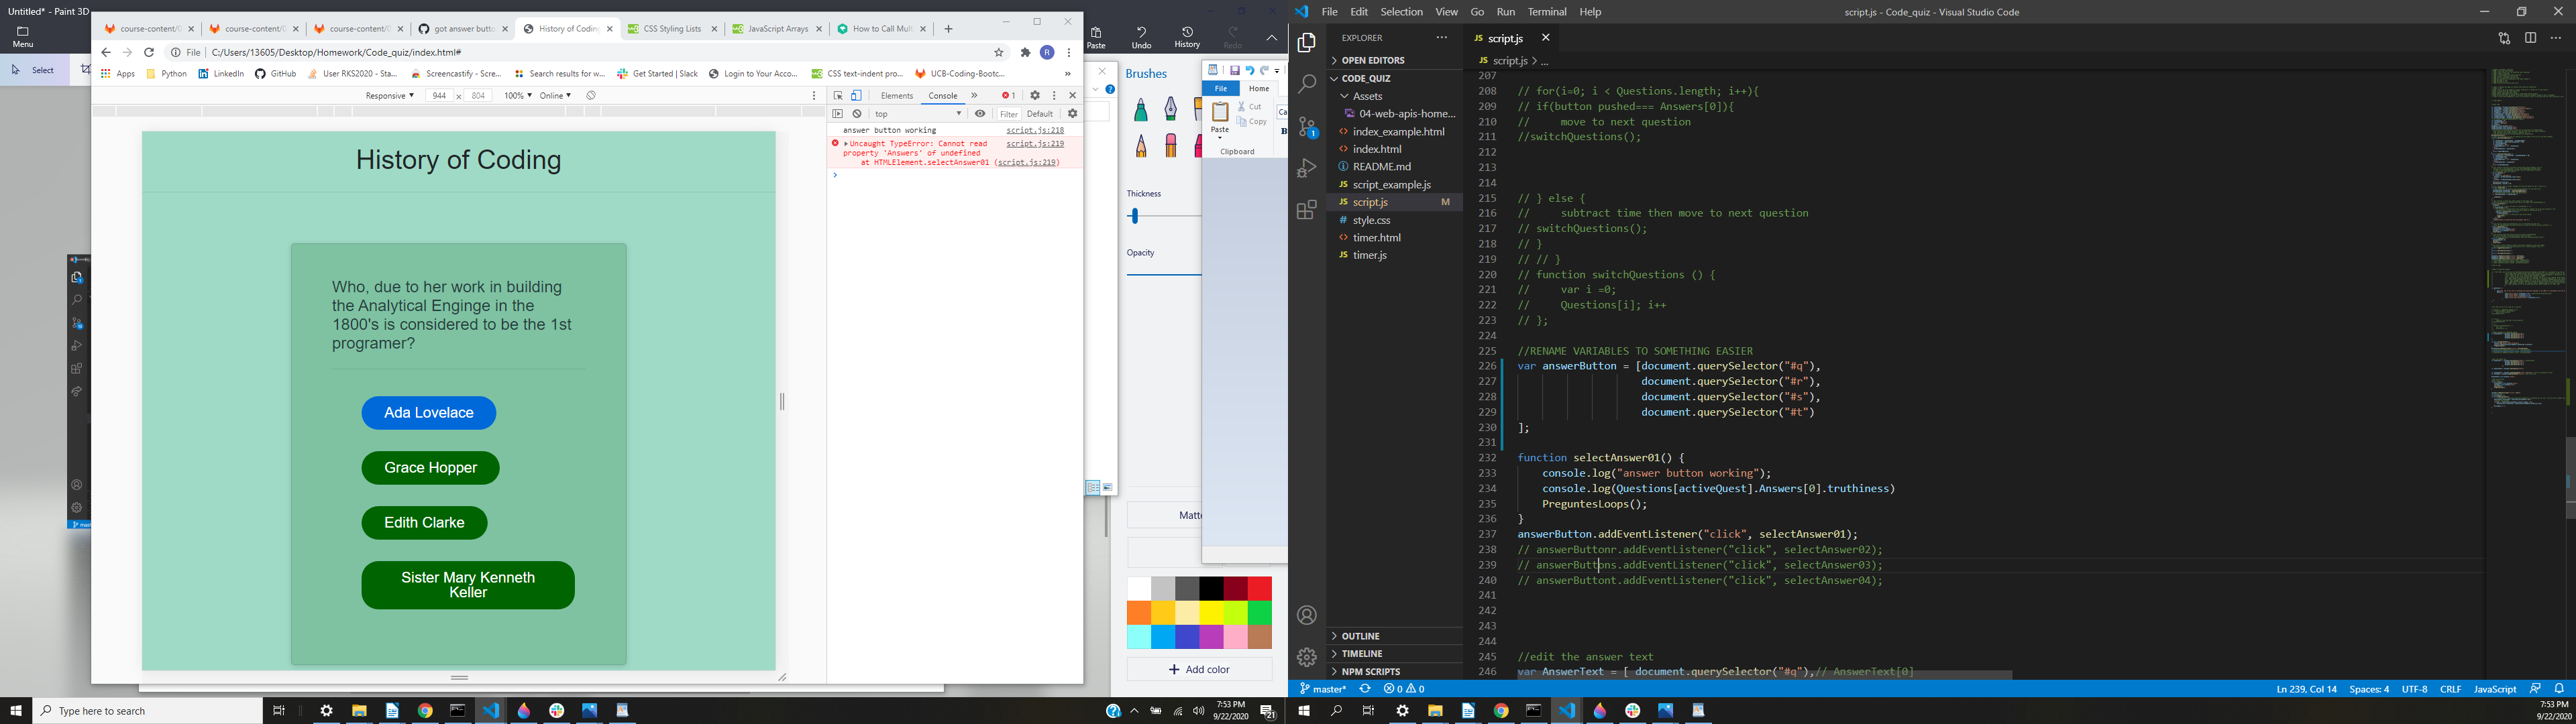 Untitled* - Paint 3D
Menu
Select
course-content/0
course-content/0
course-content/0
got answer butto
History of Coding
CSS Styling Lists
JavaScript Arrays
How to Call Mult
File
C:/Users/13605/Desktop/Homework/Code_quiz/index.html#
R
Apps
Python
LinkedIn
GitHub
User RKS2020 - Sta...
Screencastify - Scre...
Search results for w...
Get Started | Slack
Login to Your Acco...
CSS text-indent pro...
UCB-Coding-Bootc...
Responsive
944
x
804
100%
Online
Elements
Console
1
top
Filter
Default
answer button working
script.js:218
Uncaught TypeError: Cannot read
script.js:219
property 'Answers' of undefined
at HTMLElement.selectAnswer01 (script.js:219)
History of Coding
Who, due to her work in building
the Analytical Enginge in the
1800's is considered to be the 1st
programer?
Ada Lovelace
Grace Hopper
Edith Clarke
Sister Mary Kenneth
Keller
Paste
Undo
History
Redo
Brushes
Thickness
Opacity
Matte
Add color
File
Home
Paste
Cut
Copy
Clipboard
Ca
B
File Edit Selection View Go Run Terminal Help
script.js - Code_quiz - Visual Studio Code
EXPLORER
OPEN EDITORS
CODE_QUIZ
Assets
04-web-apis-home...
index_example.html
index.html
README.md
script_example.js
script.js
M
style.css
timer.html
timer.js
OUTLINE
TIMELINE
NPM SCRIPTS
JS script.js
JS script.js > ...
207
208 // for(i=0; i < Questions.length; i++){
209 // if(button pushed=== Answers[0]){
210 //     move to next question
211 //switchQuestions();
212
213
214
215 // } else {
216 //     subtract time then move to next question
217 // switchQuestions();
218 // }
219 // // }
220 // function switchQuestions () {
221 //     var i =0;
222 //     Questions[i]; i++
223 // };
224
225 //RENAME VARIABLES TO SOMETHING EASIER
226 var answerButton = [document.querySelector("#q"),
227 document.querySelector("#r"),
228 document.querySelector("#s"),
229 document.querySelector("#t")
230 ];
231
232 function selectAnswer01() {
233     console.log("answer button working");
234     console.log(Questions[activeQuest].Answers[0].truthiness)
235     PreguntesLoops();
236 }
237 answerButton.addEventListener("click", selectAnswer01);
238 // answerButtonr.addEventListener("click", selectAnswer02);
239 // answerButtons.addEventListener("click", selectAnswer03);
240 // answerButtont.addEventListener("click", selectAnswer04);
241
242
243
244
245 //edit the answer text
246 var AnswerText = [ document.querySelector("#q"),// AnswerText[0]
master*
0 0
Ln 239, Col 14
Spaces: 4
UTF-8
CRLF
JavaScript
Type here to search
7:53 PM
9/22/2020
21
7:53 PM
9/22/2020